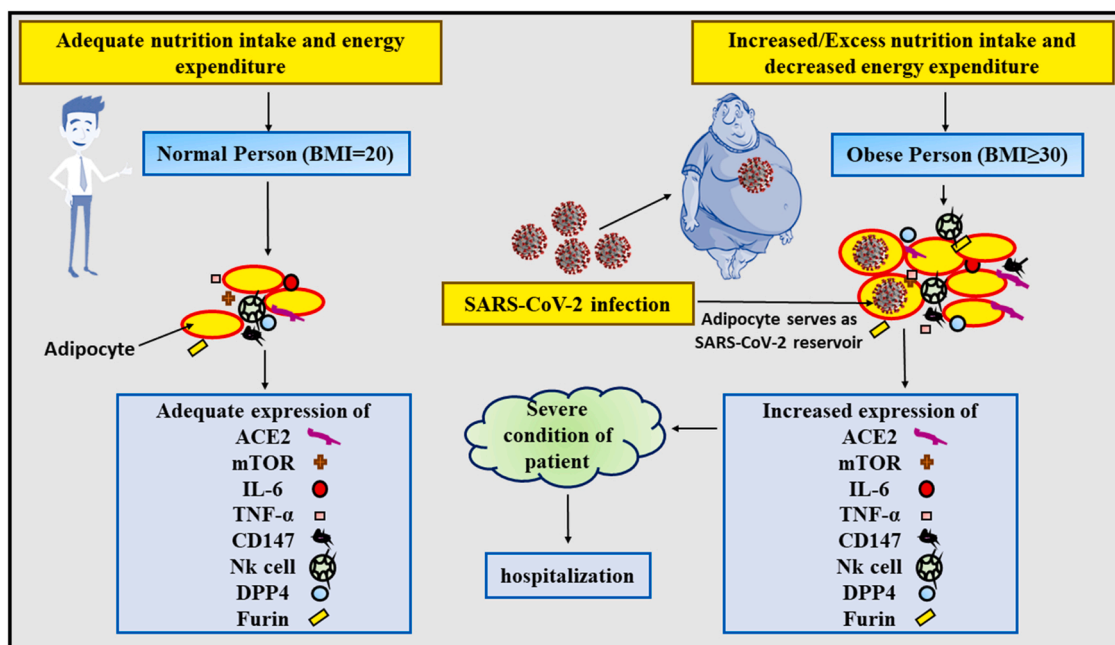 Adequate nutrition intake and energy
expenditure
Normal Person (BMI=20)
Adipocyte
Adequate expression of
ACE2
mTOR
IL-6
TNF-α
CD147
Nk cell
DPP4
Furin
Increased/Excess nutrition intake and
decreased energy expenditure
Obese Person (BMI≥30)
SARS-CoV-2 infection
Adipocyte serves as
SARS-CoV-2 reservoir
Increased expression of
ACE2
mTOR
IL-6
TNF-α
CD147
Nk cell
DPP4
Furin
Severe
condition of
patient
hospitalization